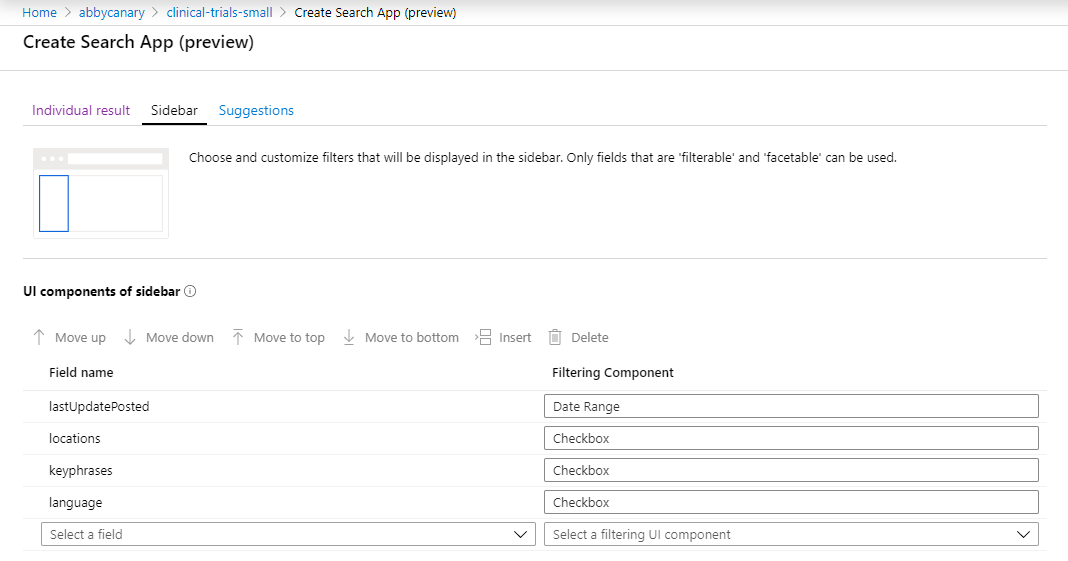 Home > abbycanary > clinical-trials-small > Create Search App (preview)
Create Search App (preview)
Individual result Sidebar Suggestions
Choose and customize filters that will be displayed in the sidebar. Only fields that are 'filterable' and 'facetable' can be used.
UI components of sidebar
Move up Move down Move to top Move to bottom Insert Delete
Field name Filtering Component
lastUpdatePosted Date Range
locations Checkbox
keyphrases Checkbox
language Checkbox
Select a field Select a filtering UI component